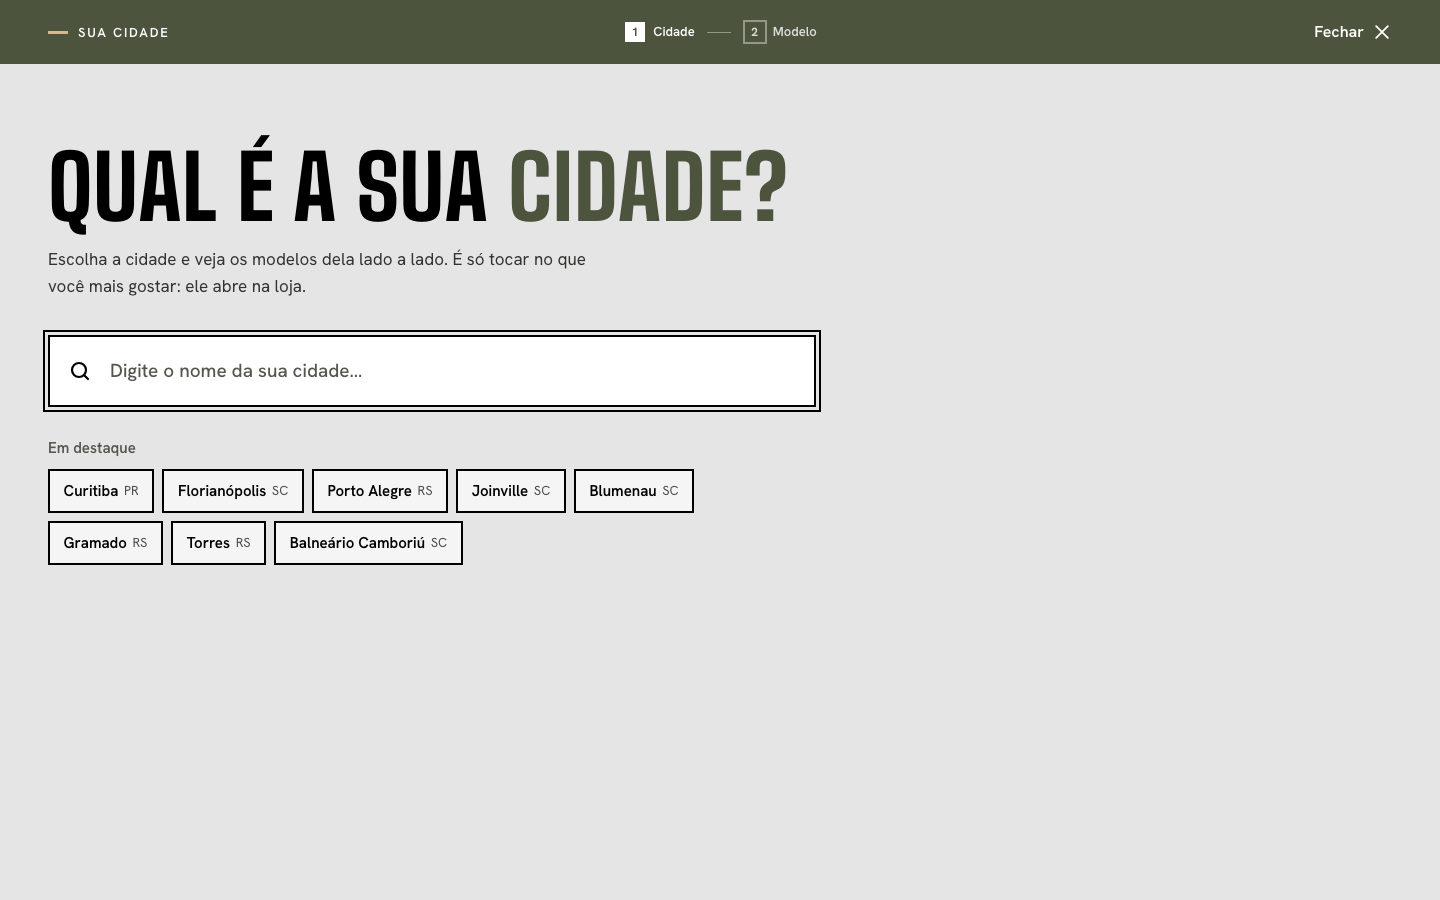 SUA CIDADE
1 Cidade
2 Modelo
Fechar
QUAL É A SUA CIDADE?
Escolha a cidade e veja os modelos dela lado a lado. É só tocar no que
você mais gostar: ele abre na loja.
Digite o nome da sua cidade...
Em destaque
Curitiba PR
Florianópolis SC
Porto Alegre RS
Joinville SC
Blumenau SC
Gramado RS
Torres RS
Balneário Camboriú SC